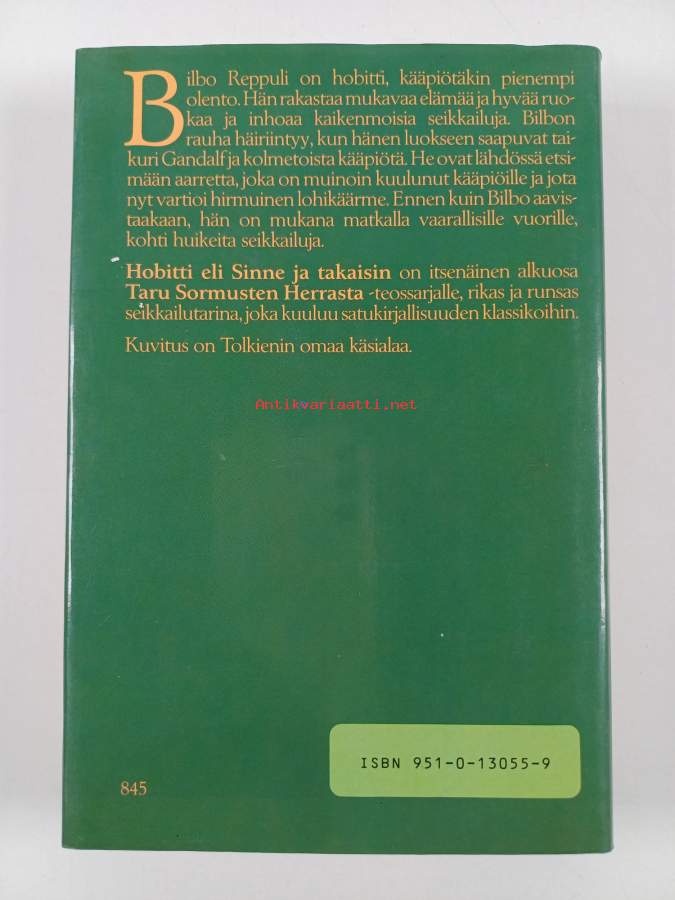 Bilbo Reppuli on hobitti, kääpiötäkin pienempi
olento. Hän rakastaa mukavaa elämää ja hyvää ruo-
kaa ja inhoaa kaikenmoisia seikkailuja. Bilbon
rauha häiriintyy, kun hänen luokseen saapuvat tai-
kuri Gandalf ja kolmetoista kääpiötä. He ovat lähdössä etsi-
mään aarretta, joka on muinoin kuulunut kääpiöille ja jota
nyt vartioi hirmuinen lohikäärme. Ennen kuin Bilbo aavis-
taakaan, hän on mukana matkalla vaarallisille vuorille,
kohti huikeita seikkailuja.
Hobitti eli Sinne ja takaisin on itsenäinen alkuosa
Taru Sormusten Herrasta -teossarjalle, rikas ja runsas
seikkailutarina, joka kuuluu satukirjallisuuden klassikoihin.
Kuvitus on Tolkienin omaa käsialaa.
Antikvariaatti.net
ISBN 951-0-13055-9
845